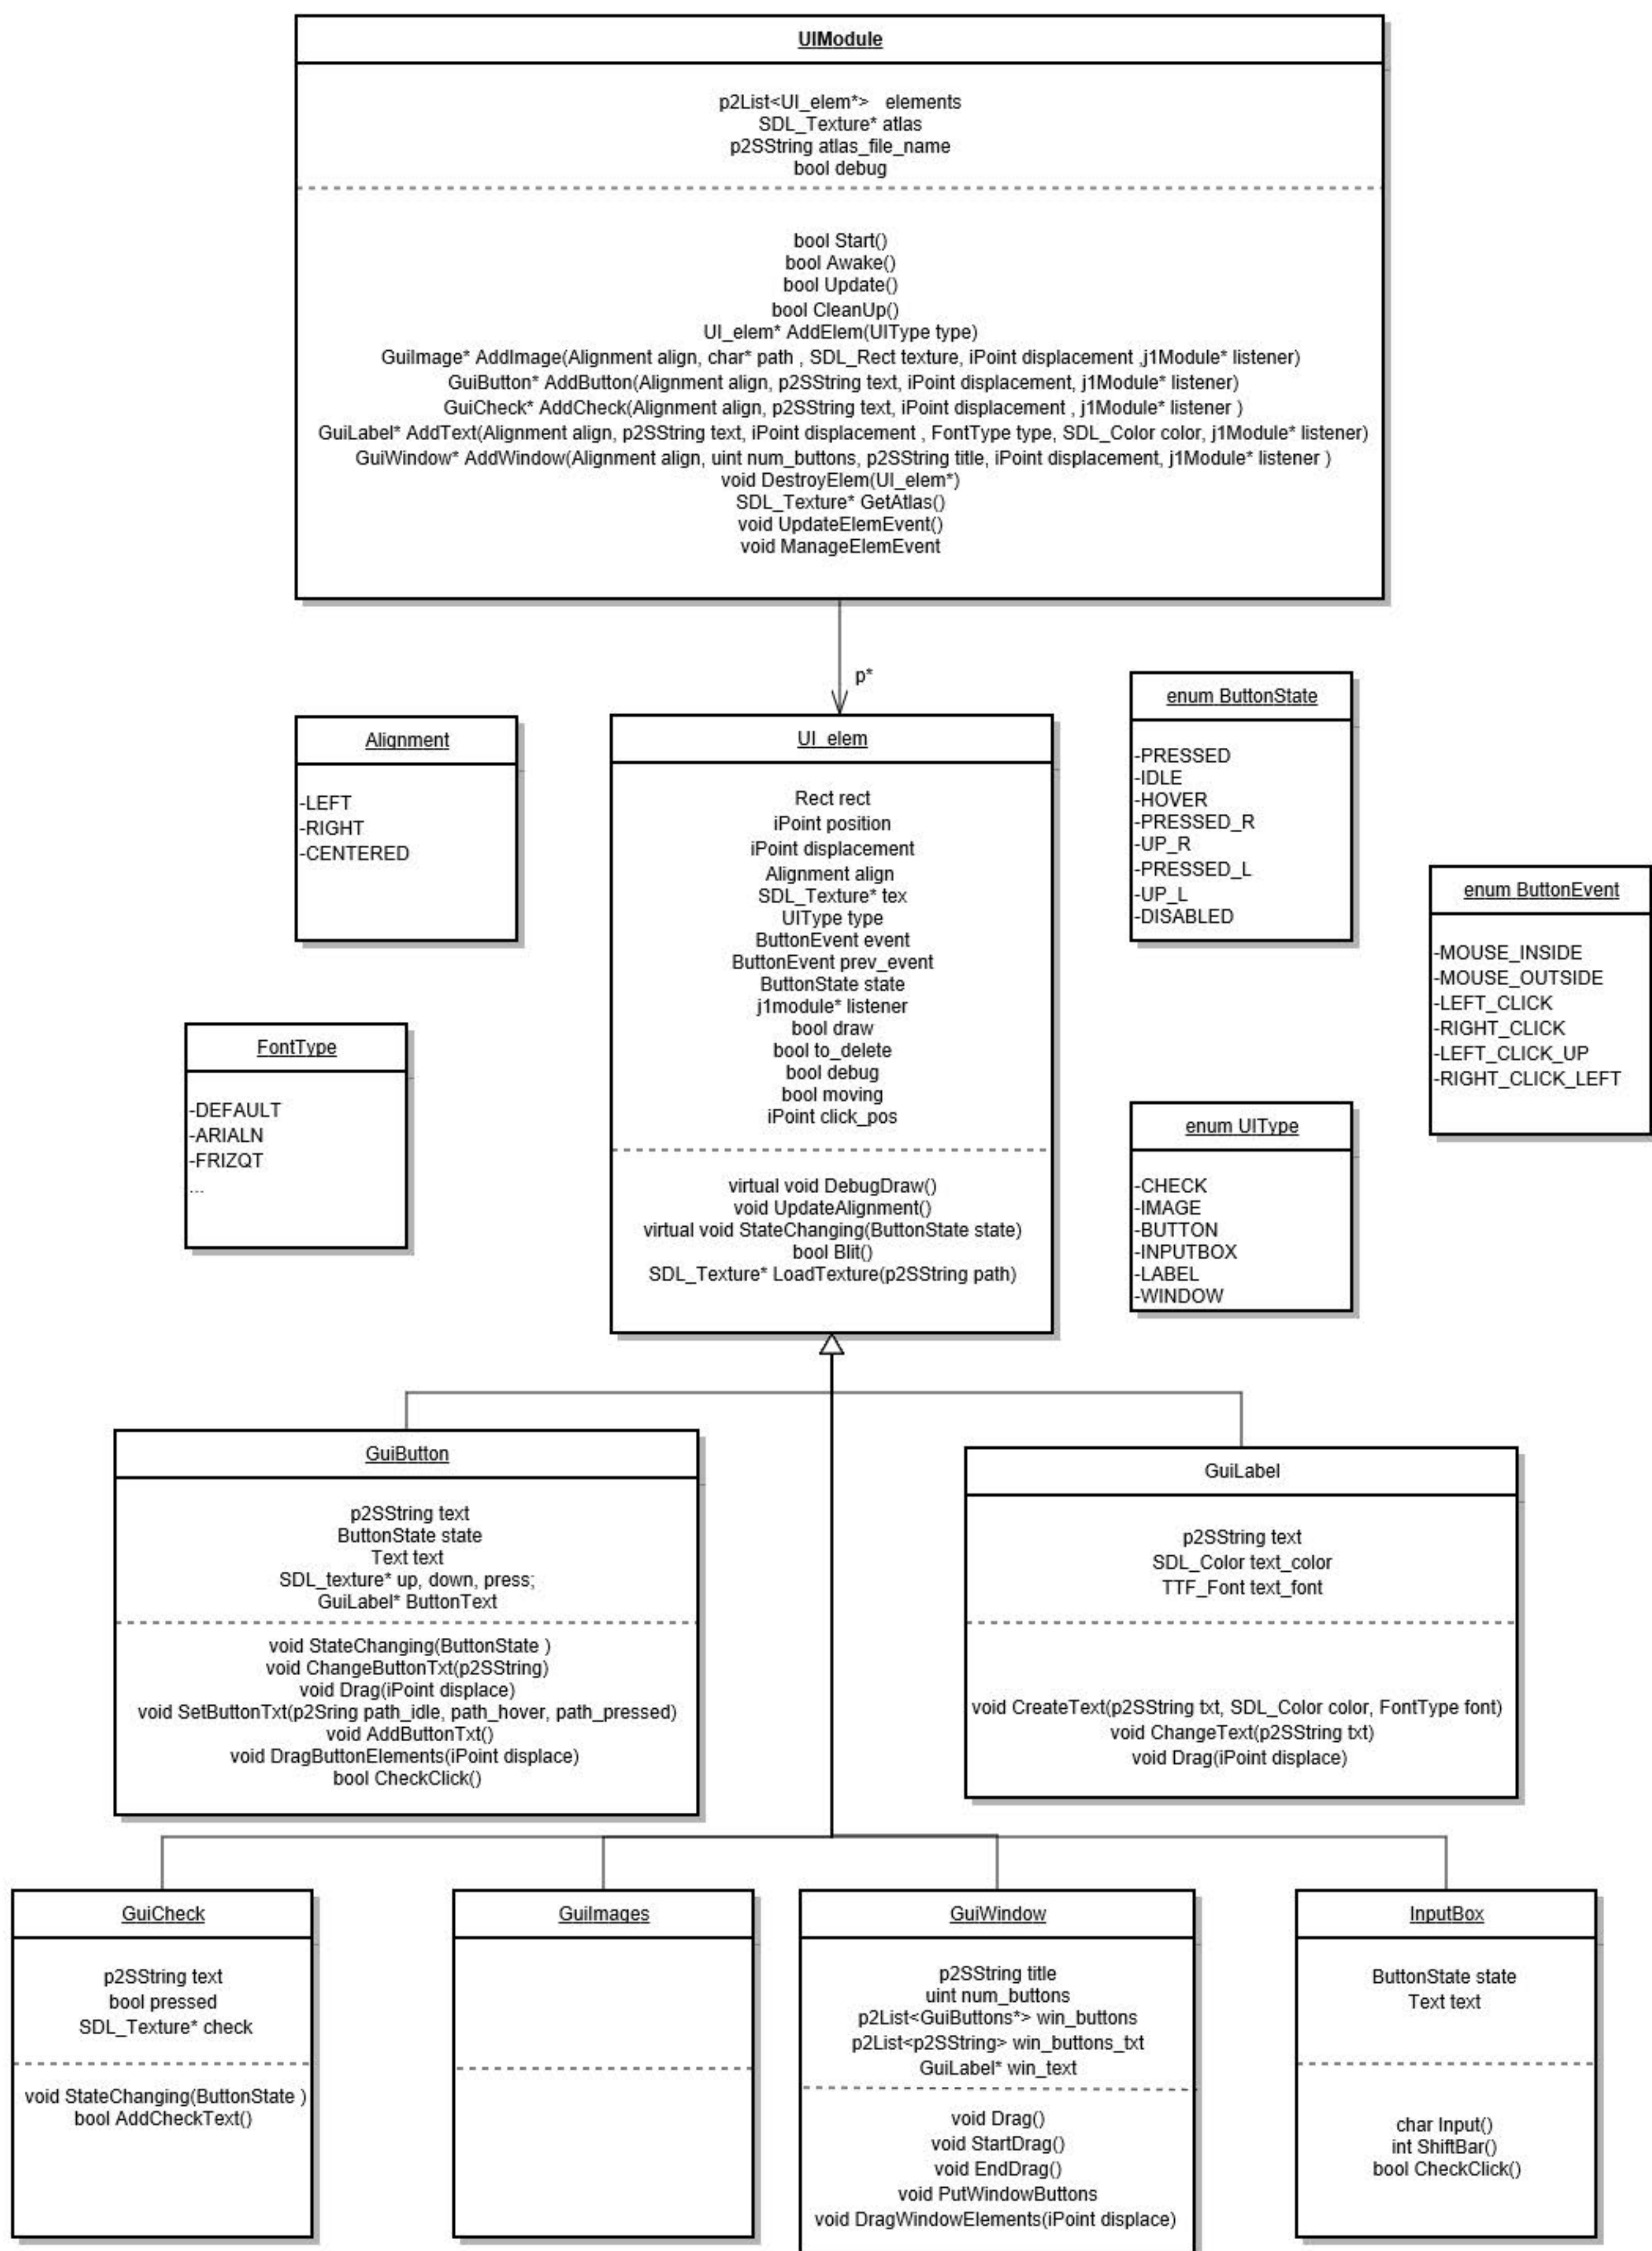 UIModule
p2List<UI_elem*> elements
SDL_Texture* atlas
p2SString atlas_file_name
bool debug
bool Start()
bool Awake()
bool Update()
bool CleanUp()
UI_elem* AddElem(UIType type)
GuiImage* AddImage(Alignment align, char* path , SDL_Rect texture, iPoint displacement ,j1Module* listener)
GuiButton* AddButton(Alignment align, p2SString text, iPoint displacement, j1Module* listener)
GuiCheck* AddCheck(Alignment align, p2SString text, iPoint displacement , j1Module* listener )
GuiLabel* AddText(Alignment align, p2SString text, iPoint displacement , FontType type, SDL_Color color, j1Module* listener)
GuiWindow* AddWindow(Alignment align, uint num_buttons, p2SString title, iPoint displacement, j1Module* listener )
void DestroyElem(UI_elem*)
SDL_Texture* GetAtlas()
void UpdateElemEvent()
void ManageElemEvent
p*
Alignment
-LEFT
-RIGHT
-CENTERED
FontType
-DEFAULT
-ARIALN
-FRIZQT
...
UI_elem
Rect rect
iPoint position
iPoint displacement
Alignment align
SDL_Texture* tex
UIType type
ButtonEvent event
ButtonEvent prev_event
ButtonState state
j1module* listener
bool draw
bool to_delete
bool debug
bool moving
iPoint click_pos
virtual void DebugDraw()
void UpdateAlignment()
virtual void StateChanging(ButtonState state)
bool Blit()
SDL_Texture* LoadTexture(p2SString path)
enum ButtonState
-PRESSED
-IDLE
-HOVER
-PRESSED_R
-UP_R
-PRESSED_L
-UP_L
-DISABLED
enum ButtonEvent
-MOUSE_INSIDE
-MOUSE_OUTSIDE
-LEFT_CLICK
-RIGHT_CLICK
-LEFT_CLICK_UP
-RIGHT_CLICK_LEFT
enum UIType
-CHECK
-IMAGE
-BUTTON
-INPUTBOX
-LABEL
-WINDOW
GuiButton
p2SString text
ButtonState state
Text text
SDL_texture* up, down, press;
GuiLabel* ButtonText
void StateChanging(ButtonState )
void ChangeButtonTxt(p2SString)
void Drag(iPoint displace)
void SetButtonTxt(p2Sring path_idle, path_hover, path_pressed)
void AddButtonTxt()
void DragButtonElements(iPoint displace)
bool CheckClick()
GuiLabel
p2SString text
SDL_Color text_color
TTF_Font text_font
void CreateText(p2SString txt, SDL_Color color, FontType font)
void ChangeText(p2SString txt)
void Drag(iPoint displace)
GuiCheck
p2SString text
bool pressed
SDL_Texture* check
void StateChanging(ButtonState )
bool AddCheckText()
GuiImages
GuiWindow
p2SString title
uint num_buttons
p2List<GuiButtons*> win_buttons
p2List<p2SString> win_buttons_txt
GuiLabel* win_text
void Drag()
void StartDrag()
void EndDrag()
void PutWindowButtons
void DragWindowElements(iPoint displace)
InputBox
ButtonState state
Text text
char Input()
int ShiftBar()
bool CheckClick()